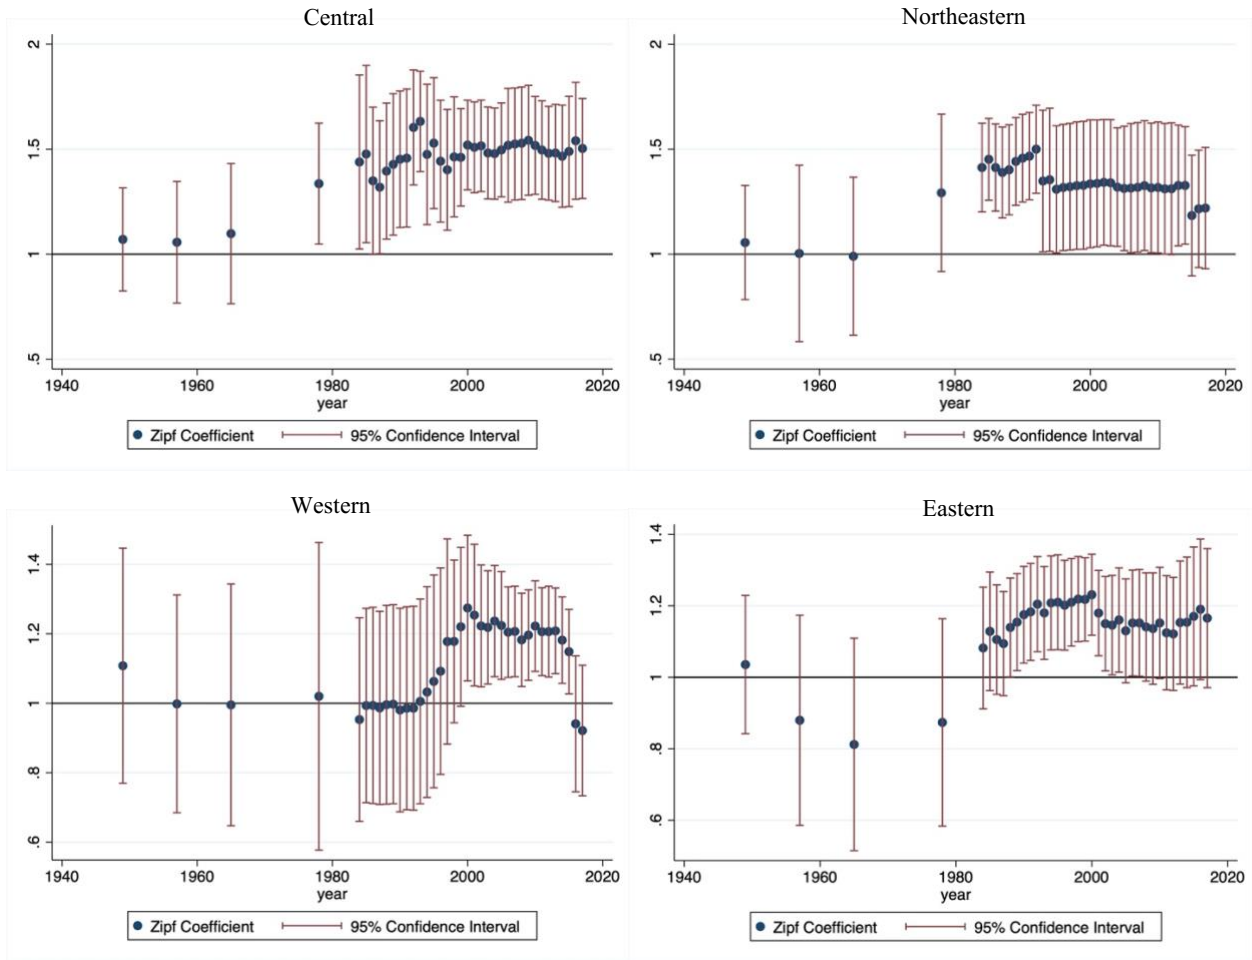 Central
2
1.5
1
.5
1940 1960 1980 2000 2020
year
Zipf Coefficient 95% Confidence Interval
Northeastern
2
1.5
1
.5
1940 1960 1980 2000 2020
year
Zipf Coefficient 95% Confidence Interval
Western
1.4
1.2
1
.8
.6
1940 1960 1980 2000 2020
year
Zipf Coefficient 95% Confidence Interval
Eastern
1.4
1.2
1
.8
.6
1940 1960 1980 2000 2020
year
Zipf Coefficient 95% Confidence Interval